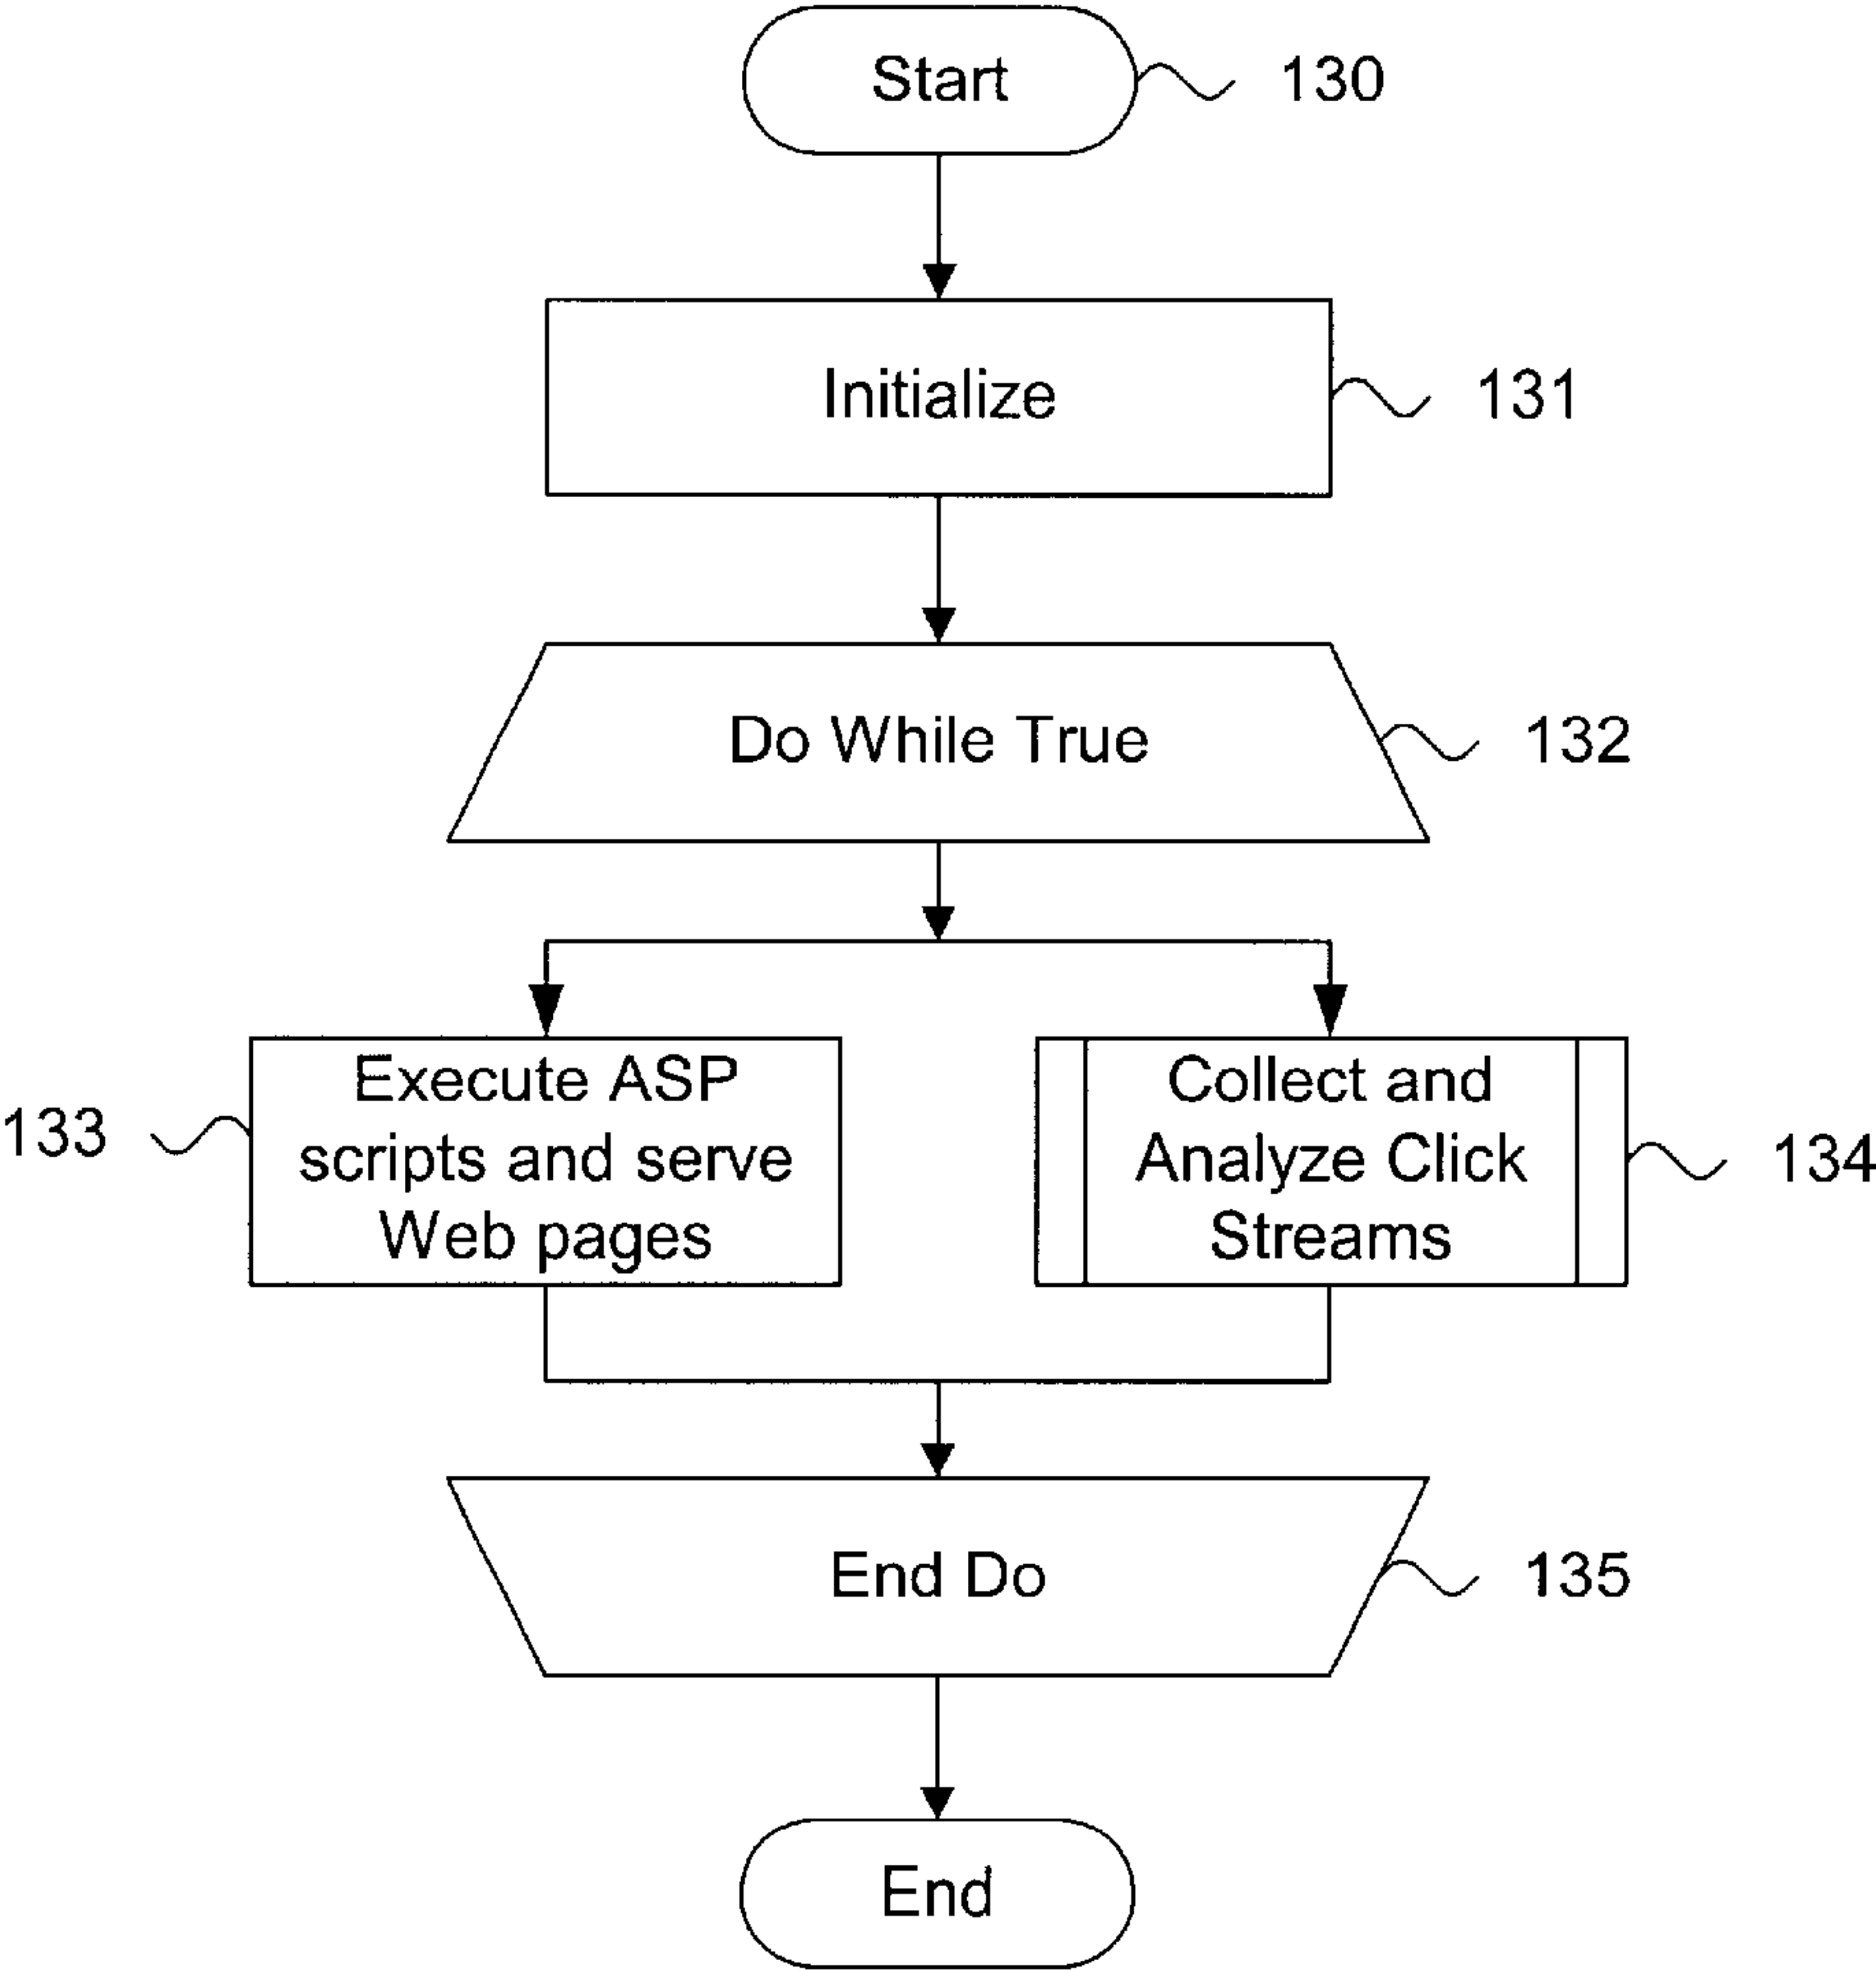 Start 130
Initialize 131
Do While True 132
133
Execute ASP
scripts and serve
Web pages
Collect and
Analyze Click
Streams
134
End Do 135
End